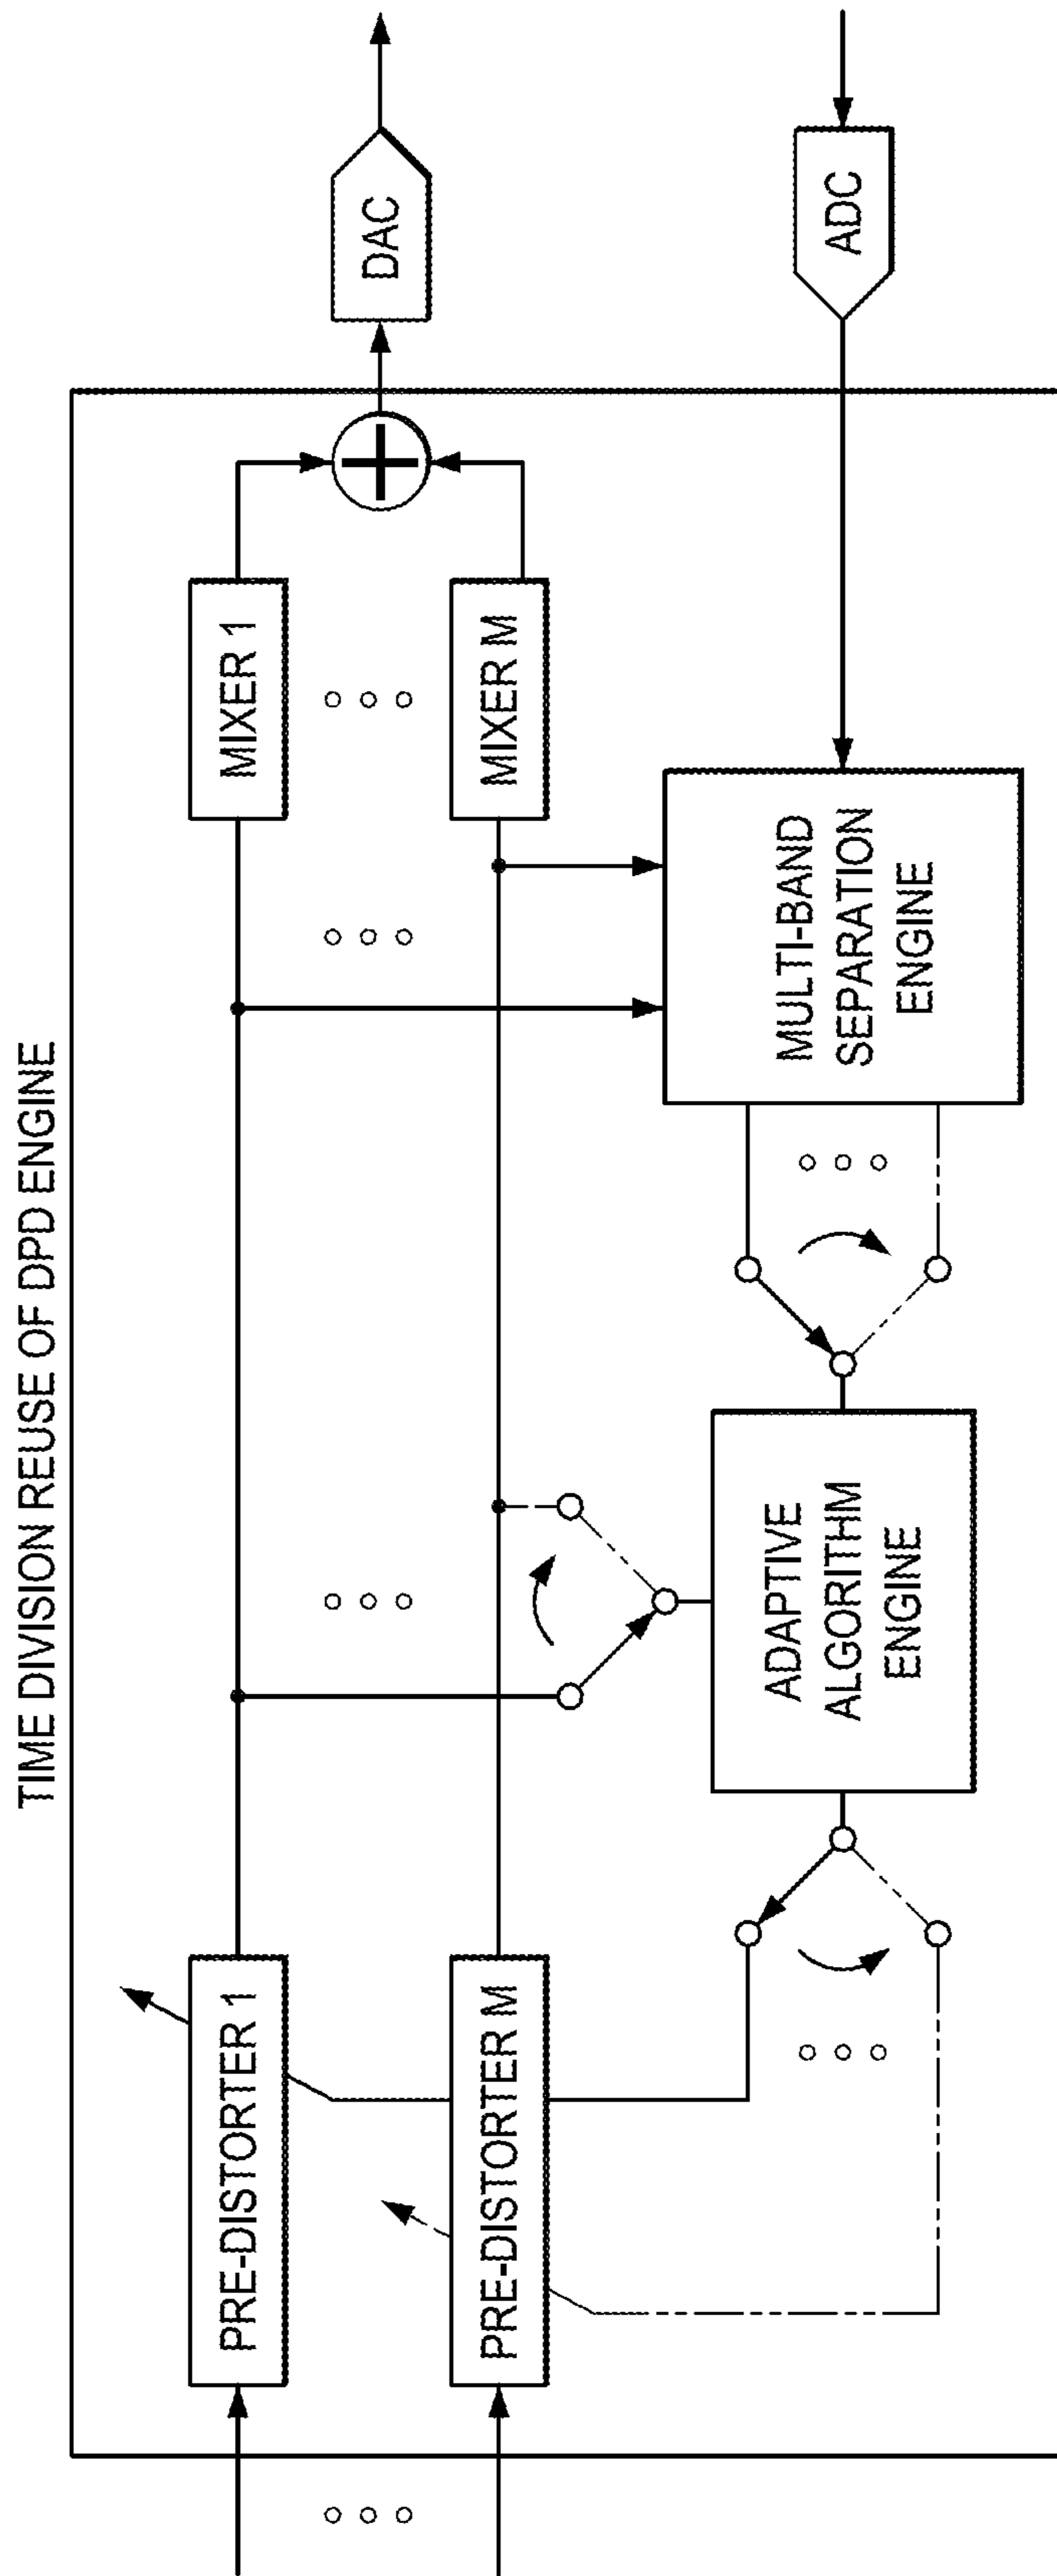 TIME DIVISION REUSE OF DPD ENGINE
PRE-DISTORTER 1
MIXER 1
DAC
PRE-DISTORTER M
MIXER M
ADAPTIVE
ALGORITHM
ENGINE
MULTI-BAND
SEPARATION
ENGINE
ADC